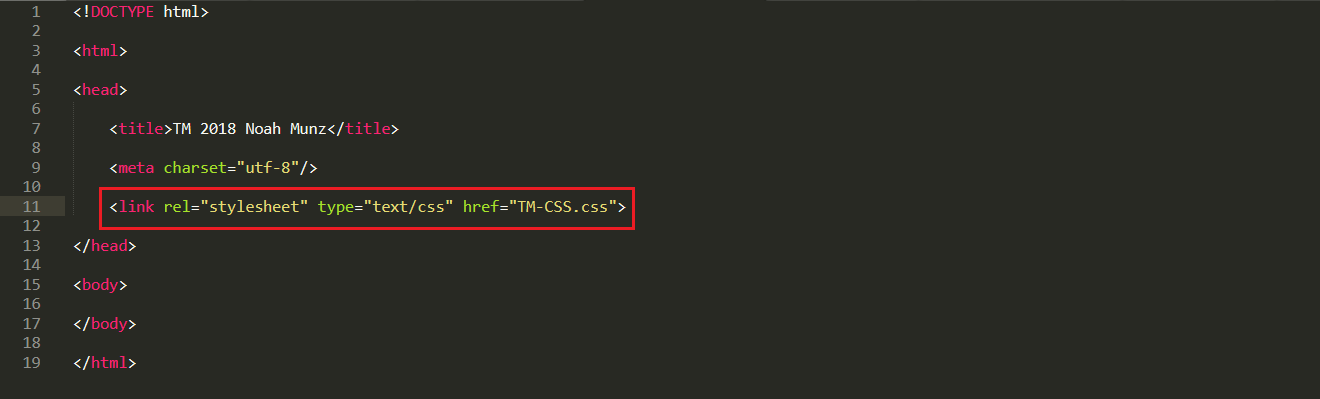 1 <!DOCTYPE html>
2
3 <html>
4
5 <head>
6
7 <title>TM 2018 Noah Munz</title>
8
9 <meta charset="utf-8"/>
10
11 <link rel="stylesheet" type="text/css" href="TM-CSS.css">
12
13 </head>
14
15 <body>
16
17 </body>
18
19 </html>